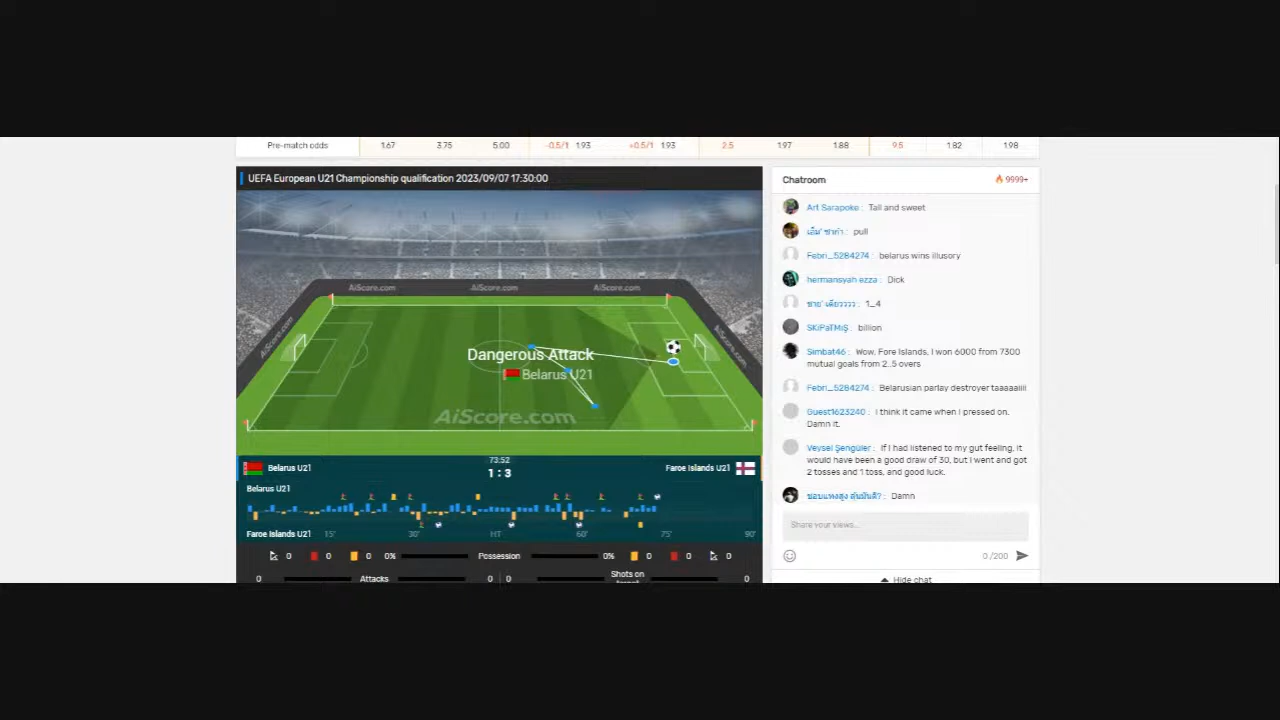 Pre-match odds 1.67 3.75 5.00 -0.5/1 1.93 +0.5/1 1.93 2.5 1.97 1.88 9.5 1.82 1.98
UEFA European U21 Championship qualification 2023/09/07 17:30:00
AiScore.com AiScore.com AiScore.com
AiScore.com AiScore.com
Dangerous Attack
Belarus U21
AiScore.com
73:52
Belarus U21 1 : 3 Faroe Islands U21
Belarus U21
Faroe Islands U21 15' 30' HT 60' 75' 90'
0 0 0 0% Possession 0% 0 0 0
0 Attacks 0 0 Shots on 0
Chatroom 9999+
Art Sarapoke : Tall and sweet
pull
Febri_5284274 : belarus wins illusory
hermansyah ezza : Dick
1_4
SKiPaTMiŞ : billion
Simbat46 : Wow, Fore Islands, I won 6000 from 7300
mutual goals from 2..5 overs
Febri_5284274 : Belarusian parlay destroyer taaaaaiiii
Guest1623240 : I think it came when I pressed on.
Damn it.
Veysel Şengüler : If I had listened to my gut feeling, it
would have been a good draw of 30, but I went and got
2 tosses and 1 toss, and good luck.
Damn
Share your views...
0 /200
Hide chat